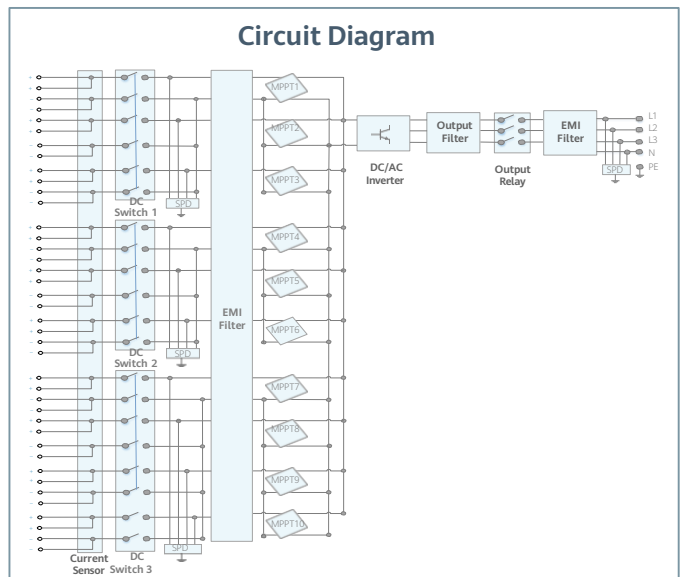 Circuit Diagram
MPPT1
MPPT2
MPPT3
DC
Switch 1
SPD
MPPT4
MPPT5
MPPT6
DC
Switch 2
SPD
EMI
Filter
MPPT7
MPPT8
MPPT9
MPPT10
Current
Sensor
DC
Switch 3
SPD
DC/AC
Inverter
Output
Filter
Output
Relay
EMI
Filter
SPD
L1
L2
L3
N
PE